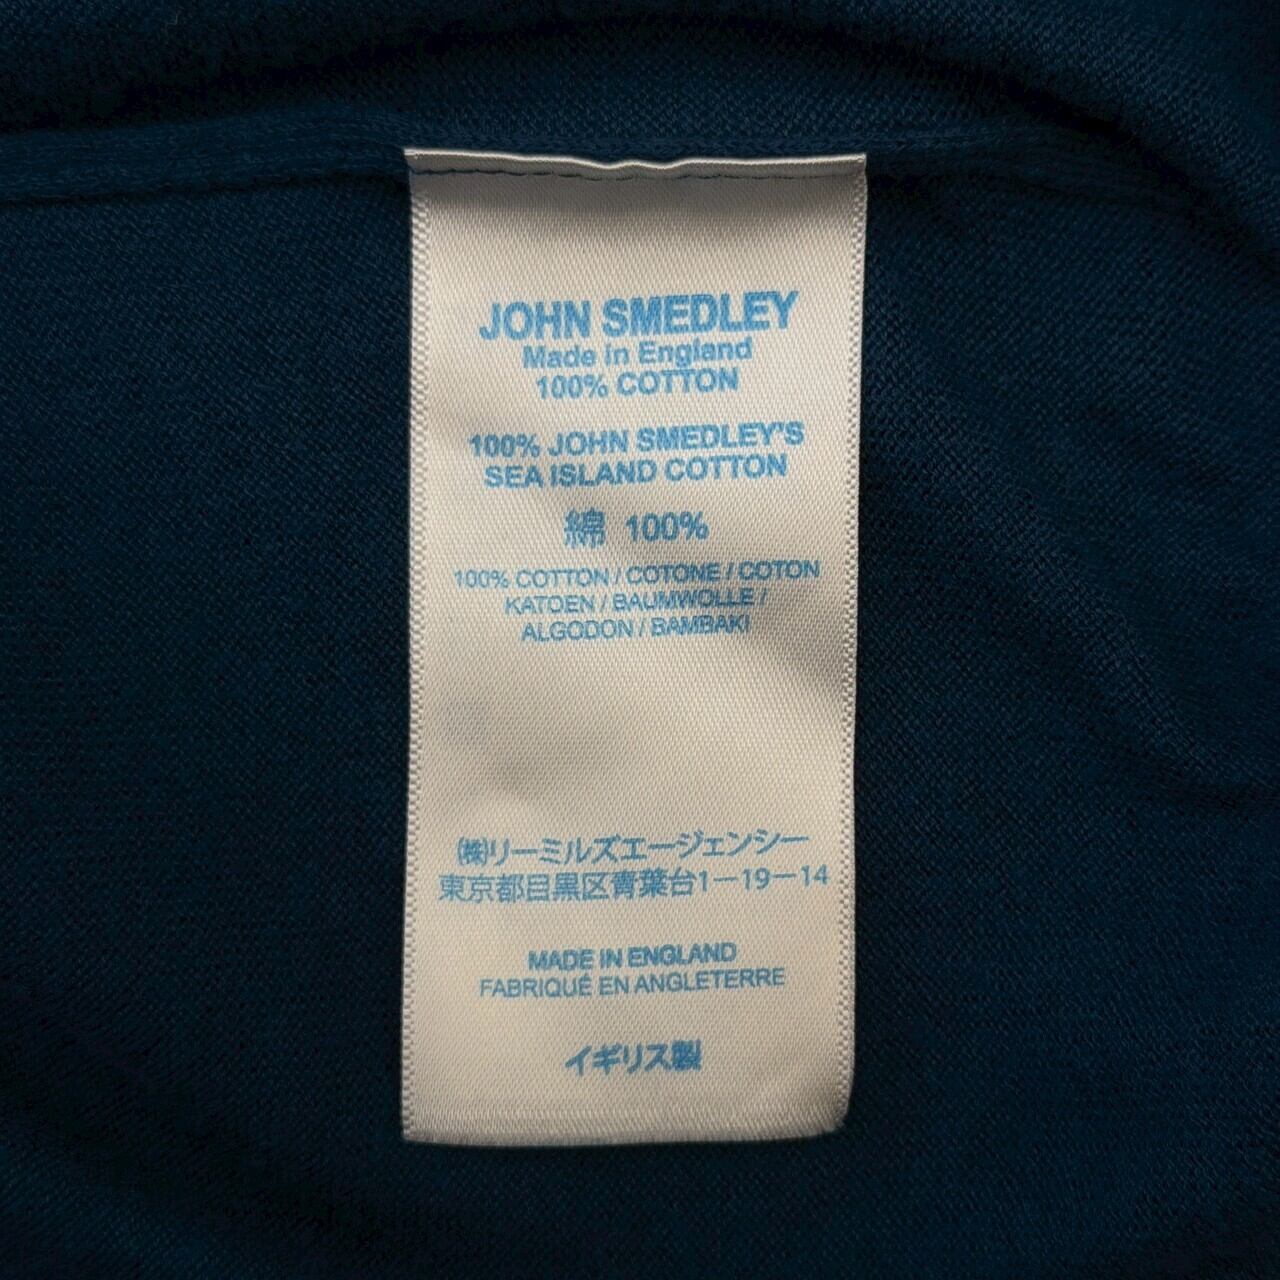 JOHN SMEDLEY
Made in England
100% COTTON
100% JOHN SMEDLEY'S
SEA ISLAND COTTON
綿 100%
100% COTTON / COTONE / COTON
KATOEN / BAUMWOLLE /
ALGODON / BAMBAKI
㈱リーミルズエージェンシー
東京都目黒区青葉台1－19－14
MADE IN ENGLAND
FABRIQUÉ EN ANGLETERRE
イギリス製